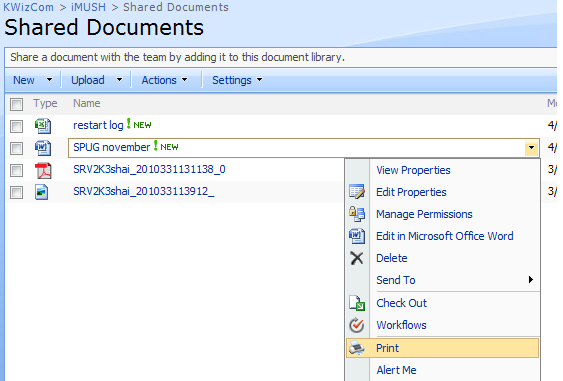 KWizCom > iMUSH > Shared Documents
Shared Documents
Share a document with the team by adding it to this document library.
New Upload Actions Settings
Type Name
restart log ! NEW 4/
SPUG november ! NEW 4/
SRV2K3shai_2010331131138_0 3/
SRV2K3shai_201033113912_ 3/
View Properties
Edit Properties
Manage Permissions
Edit in Microsoft Office Word
Delete
Send To
Check Out
Workflows
Print
Alert Me